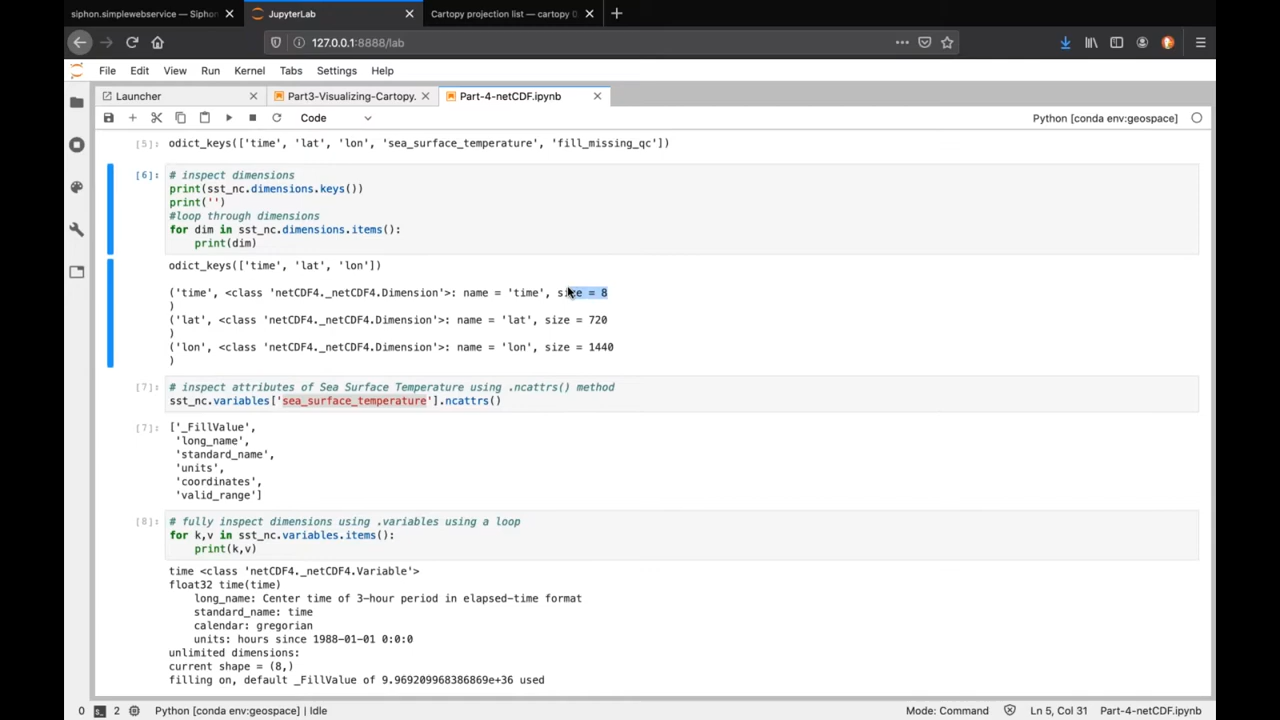 siphon.simplewebservice — Siphon
JupyterLab
Cartopy projection list — cartopy 0
127.0.0.1:8888/lab
File Edit View Run Kernel Tabs Settings Help
Launcher
Part3-Visualizing-Cartopy.
Part-4-netCDF.ipynb
Code
Python [conda env:geospace]
[5]: odict_keys(['time', 'lat', 'lon', 'sea_surface_temperature', 'fill_missing_qc'])
[6]: # inspect dimensions
print(sst_nc.dimensions.keys())
print('')
#loop through dimensions
for dim in sst_nc.dimensions.items():
    print(dim)
odict_keys(['time', 'lat', 'lon'])
('time', <class 'netCDF4._netCDF4.Dimension'>: name = 'time', size = 8
)
('lat', <class 'netCDF4._netCDF4.Dimension'>: name = 'lat', size = 720
)
('lon', <class 'netCDF4._netCDF4.Dimension'>: name = 'lon', size = 1440
)
[7]: # inspect attributes of Sea Surface Temperature using .ncattrs() method
sst_nc.variables['sea_surface_temperature'].ncattrs()
[7]: ['_FillValue',
 'long_name',
 'standard_name',
 'units',
 'coordinates',
 'valid_range']
[8]: # fully inspect dimensions using .variables using a loop
for k,v in sst_nc.variables.items():
    print(k,v)
time <class 'netCDF4._netCDF4.Variable'>
float32 time(time)
    long_name: Center time of 3-hour period in elapsed-time format
    standard_name: time
    calendar: gregorian
    units: hours since 1988-01-01 0:0:0
unlimited dimensions:
current shape = (8,)
filling on, default _FillValue of 9.969209968386869e+36 used
0 2 Python [conda env:geospace] | Idle
Mode: Command
Ln 5, Col 31 Part-4-netCDF.ipynb